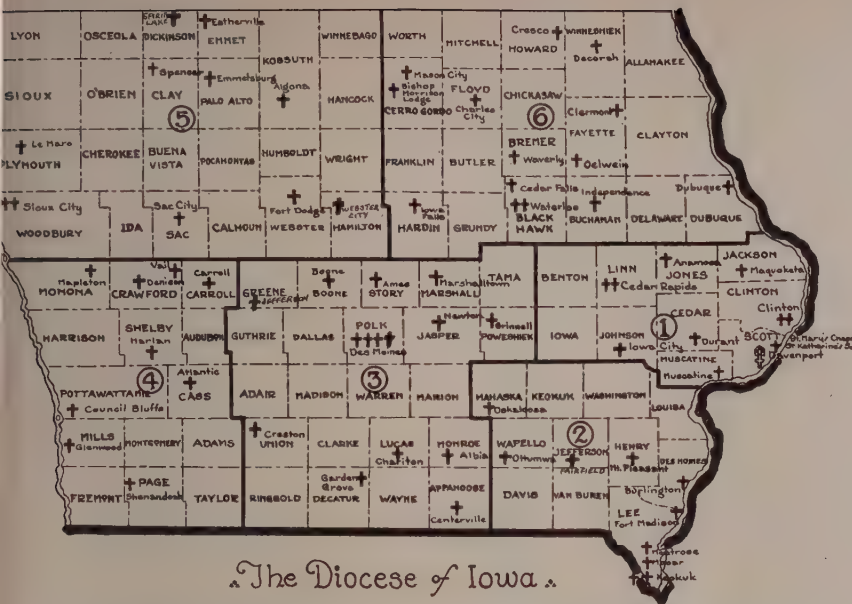 LYON
OSCEOLA
SPIRIT LAKE
DICKINSON
Estherville
EMMET
KOSSUTH
WINNEBAGO
WORTH
MITCHELL
Cresco
HOWARD
WINNESHIEK
Decorah
ALLAMAKEE
SIOUX
O'BRIEN
Spencer
CLAY
Emmetsburg
PALO ALTO
Algona
HANCOCK
Mason City
Bishop Morrison Lodge
CERRO GORDO
FLOYD
Charles City
CHICKASAW
⑤
⑥
Clermont
FAYETTE
CLAYTON
Le Mars
PLYMOUTH
CHEROKEE
BUENA VISTA
POCAHONTAS
HUMBOLDT
WRIGHT
FRANKLIN
BUTLER
BREMER
Waverly
Oelwein
Sioux City
WOODBURY
IDA
Sac City
SAC
CALHOUN
Fort Dodge
WEBSTER
WEBSTER CITY
HAMILTON
Iowa Falls
HARDIN
GRUNDY
Cedar Falls
Waterloo
BLACK HAWK
Independence
BUCHANAN
DELAWARE
Dubuque
DUBUQUE
Mapleton
MONONA
Vail
Denison
CRAWFORD
Carroll
CARROLL
GREENE
JEFFERSON
Boone
BOONE
Ames
STORY
Marshalltown
MARSHALL
TAMA
BENTON
LINN
Cedar Rapids
Anamosa
JONES
JACKSON
Maquoketa
HARRISON
SHELBY
Harlan
AUDUBON
GUTHRIE
DALLAS
POLK
Des Moines
Newton
JASPER
Grinnell
POWESHIEK
IOWA
JOHNSON
Iowa City
①
CEDAR
Durant
CLINTON
Clinton
SCOTT
St. Mary's Chap
St Katharine's S
Davenport
MUSCATINE
Muscatine
④
POTTAWATTAMIE
Council Bluffs
Atlantic
CASS
ADAIR
MADISON
③
WARREN
MARION
MAHASKA
Oskaloosa
KEOKUK
WASHINGTON
LOUISA
MILLS
Glenwood
MONTGOMERY
ADAMS
Creston
UNION
CLARKE
LUCAS
Chariton
MONROE
Albia
WAPELLO
Ottumwa
②
JEFFERSON
FAIRFIELD
HENRY
Mt. Pleasant
DES MOINES
Burlington
FREMONT
PAGE
Shenandoah
TAYLOR
RINGGOLD
Garden Grove
DECATUR
WAYNE
APPANOOSE
Centerville
DAVIS
VAN BUREN
LEE
Fort Madison
Montrose
Mooar
Keokuk
The Diocese of Iowa